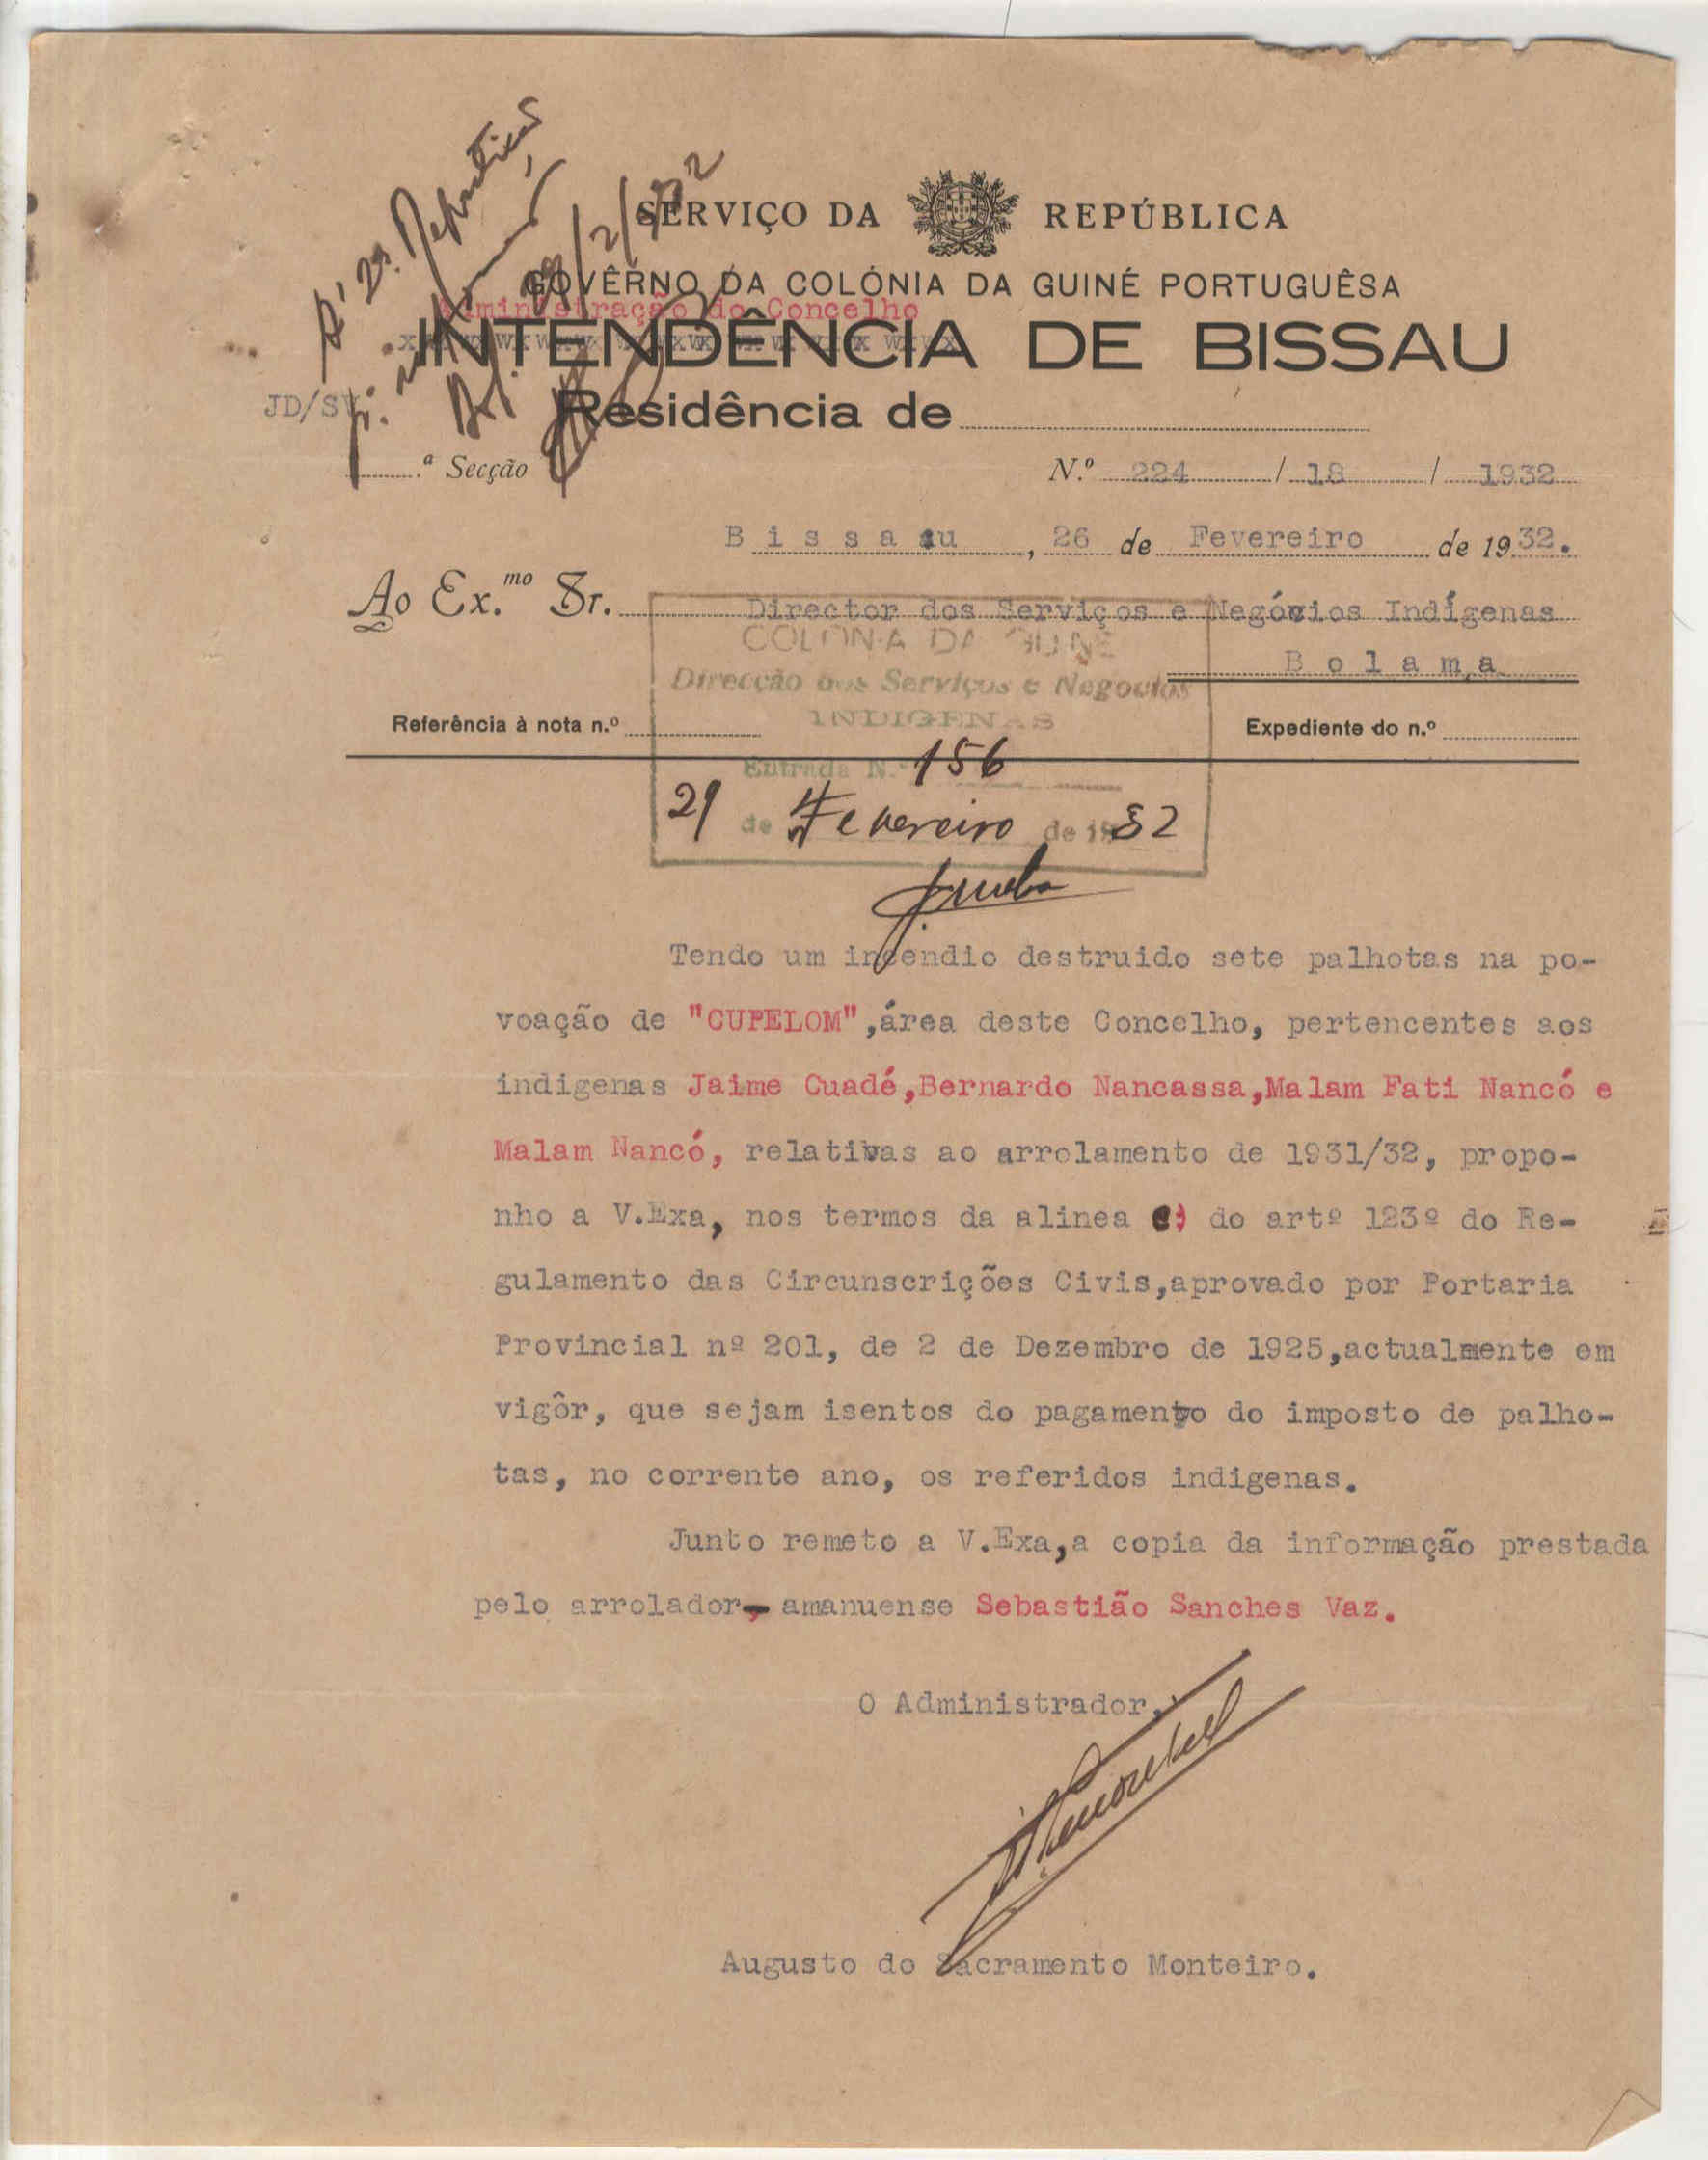 SERVIÇO DA REPÚBLICA
GOVÊRNO DA COLÓNIA DA GUINÉ PORTUGUÊSA
Administração do Concelho
INTENDÊNCIA DE BISSAU
JD/SV.
Residência de
ª Secção
N.º 224 / 18 / 1932
Bissau, 26 de Fevereiro de 1932.
Ao Ex.mo Sr. Director dos Serviços e Negócios Indígenas
Bolama
COLONIA DA GUINÉ
Direcção dos Serviços e Negocios
INDIGENAS
Referência à nota n.º
Expediente do n.º
Entrada N.º 156
29 de Fevereiro de 1932
Tendo um incendio destruido sete palhotas na po-
voação de "CUPELOM",área deste Concelho, pertencentes aos
indigenas Jaime Cuadé,Bernardo Nancassa,Malam Fati Nancó e
Malam Nancó, relativas ao arrolamento de 1931/32, propo-
nho a V.Exa, nos termos da alinea c) do artº 123º do Re-
gulamento das Circunscrições Civis,aprovado por Portaria
Provincial nº 201, de 2 de Dezembro de 1925,actualmente em
vigôr, que sejam isentos do pagamento do imposto de palho-
tas, no corrente ano, os referidos indigenas.
Junto remeto a V.Exa,a copia da informação prestada
pelo arrolador, amanuense Sebastião Sanches Vaz.
O Administrador,
Augusto do Sacramento Monteiro.